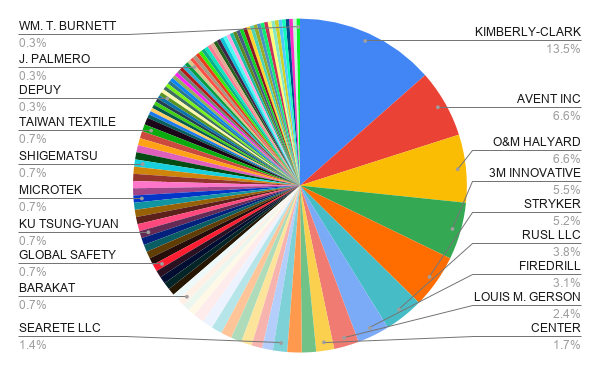 WM. T. BURNETT
0.3%
J. PALMERO
0.3%
DEPUY
0.3%
TAIWAN TEXTILE
0.7%
SHIGEMATSU
0.7%
MICROTEK
0.7%
KU TSUNG-YUAN
0.7%
GLOBAL SAFETY
0.7%
BARAKAT
0.7%
SEARETE LLC
1.4%
KIMBERLY-CLARK
13.5%
AVENT INC
6.6%
O&M HALYARD
6.6%
3M INNOVATIVE
5.5%
STRYKER
5.2%
RUSL LLC
3.8%
FIREDRILL
3.1%
LOUIS M. GERSON
2.4%
CENTER
1.7%